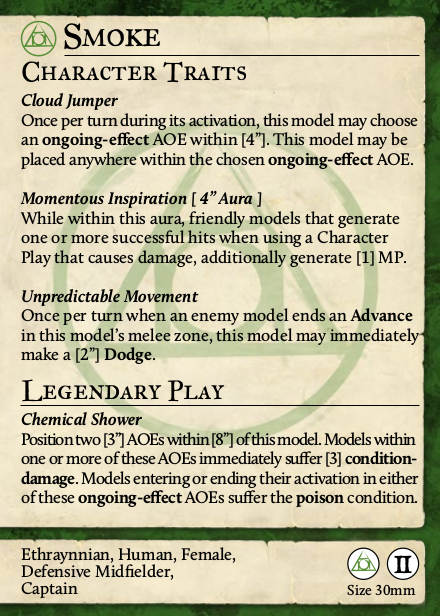 Smoke
Character Traits
Cloud Jumper
Once per turn during its activation, this model may choose
an ongoing-effect AOE within [4”]. This model may be
placed anywhere within the chosen ongoing-effect AOE.
Momentous Inspiration [ 4” Aura ]
While within this aura, friendly models that generate
one or more successful hits when using a Character
Play that causes damage, additionally generate [1] MP.
Unpredictable Movement
Once per turn when an enemy model ends an Advance
in this model’s melee zone, this model may immediately
make a [2”] Dodge.
Legendary Play
Chemical Shower
Position two [3”] AOEs within [8”] of this model. Models within
one or more of these AOEs immediately suffer [3] condition-
damage. Models entering or ending their activation in either
of these ongoing-effect AOEs suffer the poison condition.
Ethraynnian, Human, Female,
Defensive Midfielder,
Captain
II
Size 30mm